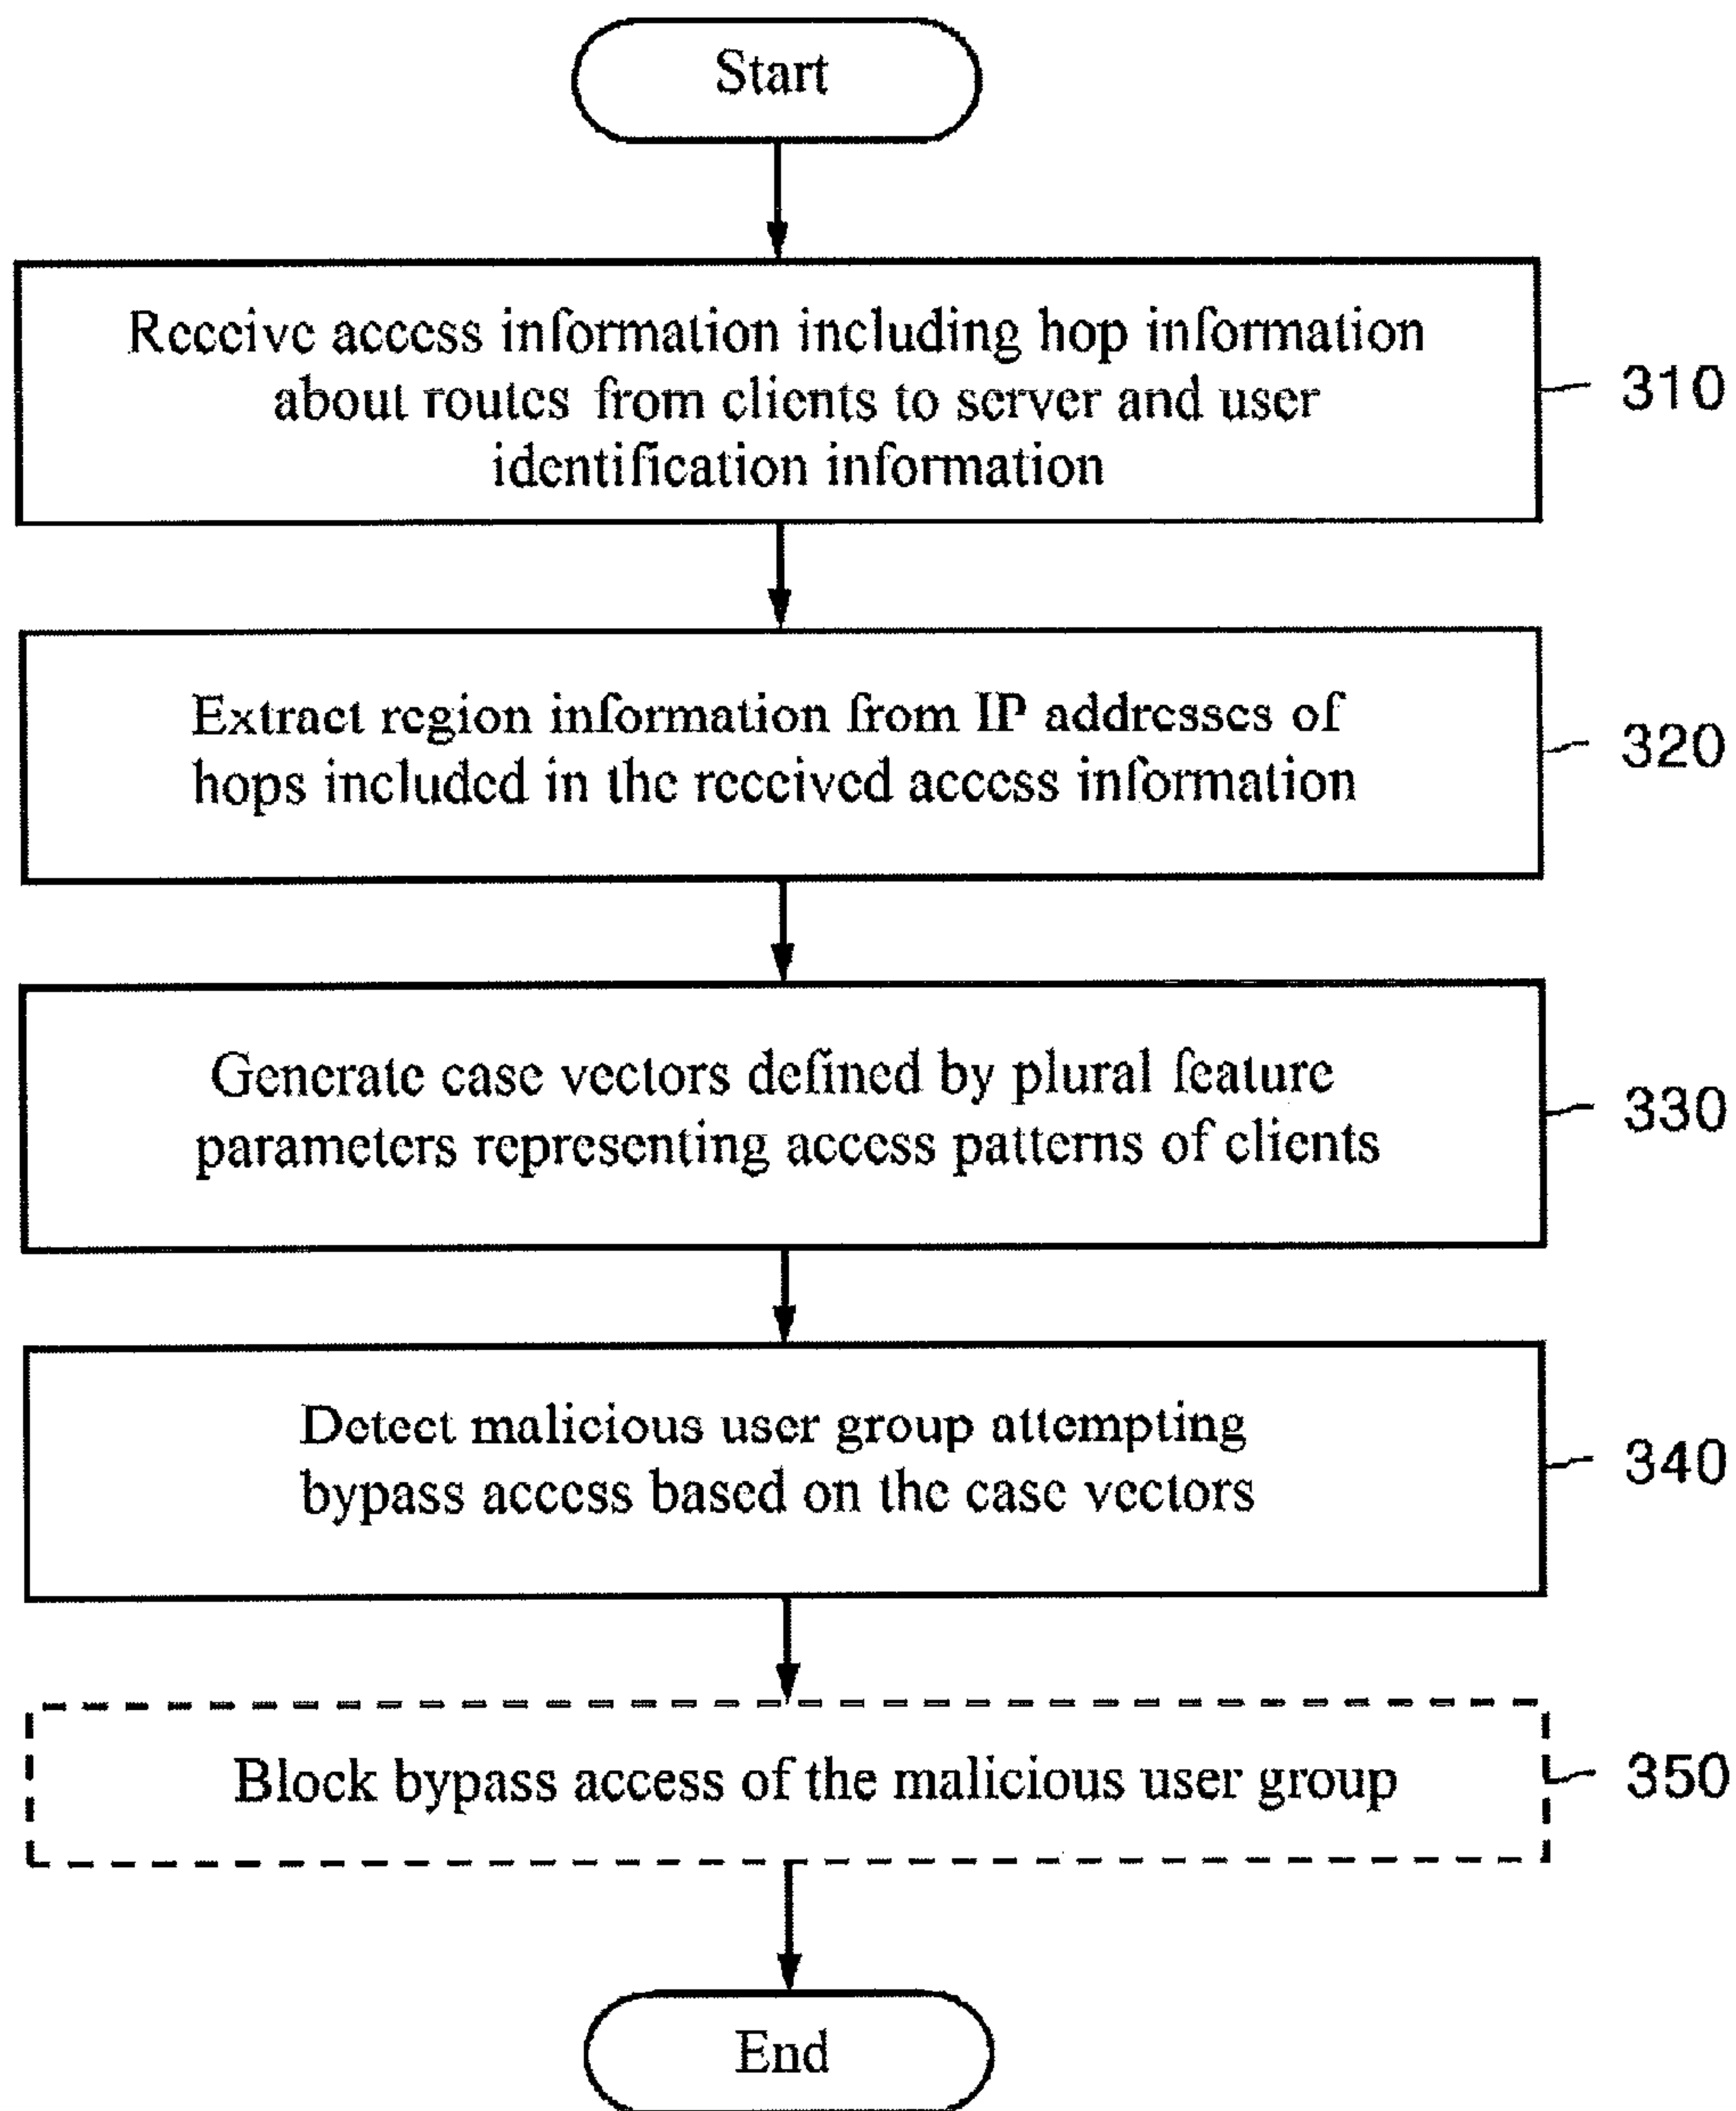 Start
Receive access information including hop information
about routes from clients to server and user
identification information
310
Extract region information from IP addresses of
hops included in the received access information
320
Generate case vectors defined by plural feature
parameters representing access patterns of clients
330
Detect malicious user group attempting
bypass access based on the case vectors
340
Block bypass access of the malicious user group
350
End